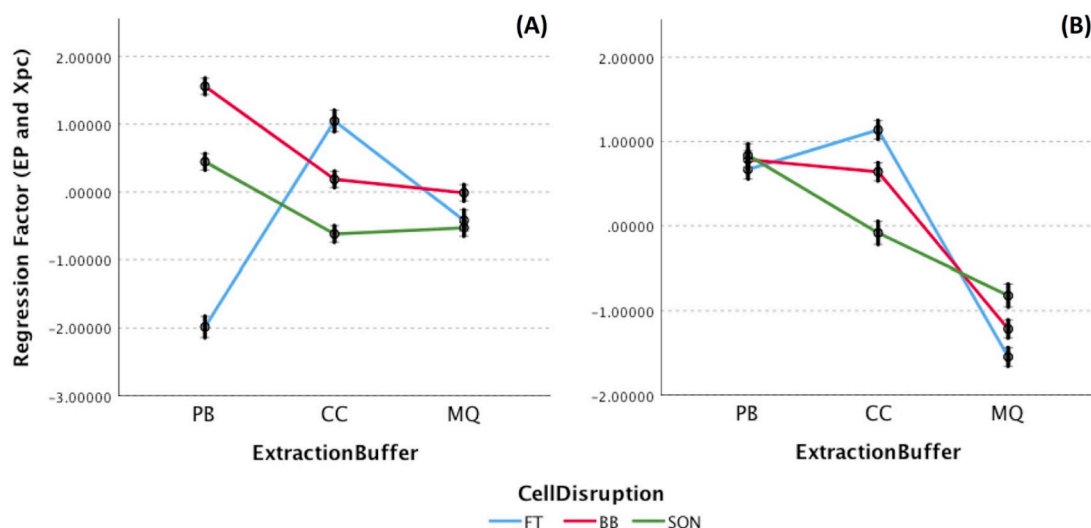 (A)
(B)
Regression Factor (EP and Xpc)
2.00000
1.00000
.00000
-1.00000
-2.00000
-3.00000
PB CC MQ
ExtractionBuffer
2.00000
1.00000
.00000
-1.00000
-2.00000
PB CC MQ
ExtractionBuffer
CellDisruption
FT BB SON